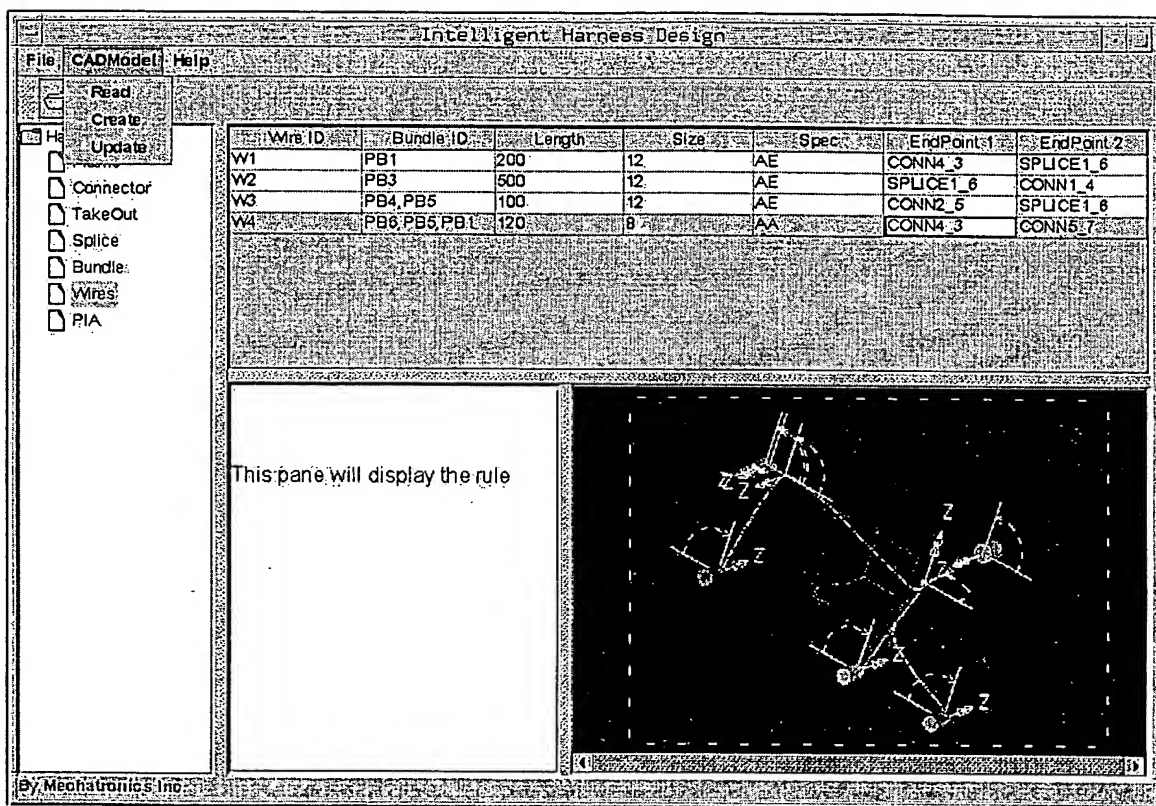 Intelligent Harness Design
File CADModel Help
Read
Create
Update
Ha
Connector
TakeOut
Splice
Bundle
Wires
PIA
Wire ID Bundle ID Length Size Spec EndPoint 1 EndPoint 2
W1 PB1 200 12 AE CONN4_3 SPLICE1_6
W2 PB3 500 12 AE SPLICE1_6 CONN1_4
W3 PB4,PB5 100 12 AE CONN2_5 SPLICE1_6
W4 PB6,PB5,PB1 120 8 AA CONN4_3 CONN5_7
This pane will display the rule
Z
Z
Z
Z
Z
Z
Z
By Mechatronics Inc